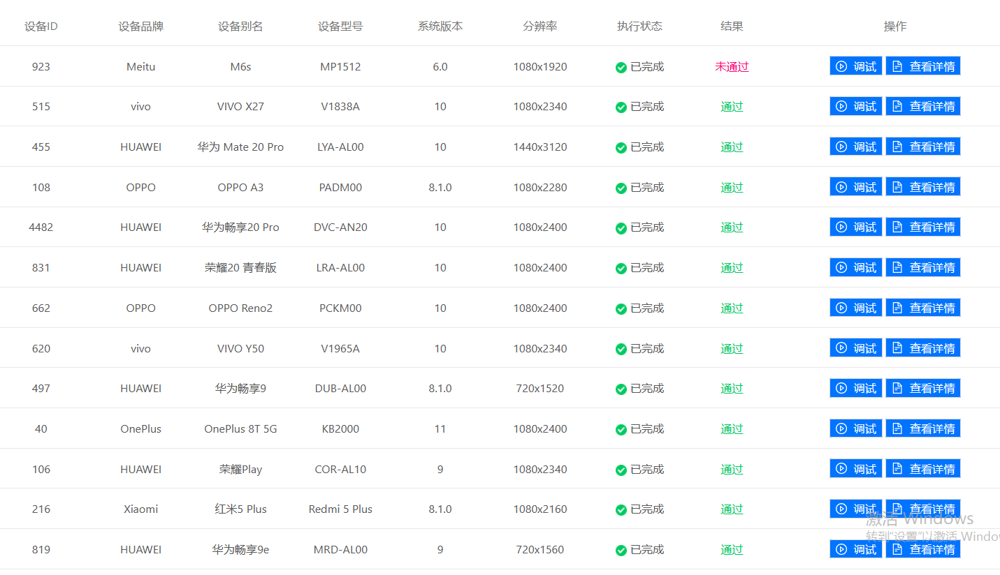 设备ID 设备品牌 设备别名 设备型号 系统版本 分辨率 执行状态 结果 操作
923 Meitu M6s MP1512 6.0 1080x1920 已完成 未通过 调试 查看详情
515 vivo VIVO X27 V1838A 10 1080x2340 已完成 通过 调试 查看详情
455 HUAWEI 华为 Mate 20 Pro LYA-AL00 10 1440x3120 已完成 通过 调试 查看详情
108 OPPO OPPO A3 PADM00 8.1.0 1080x2280 已完成 通过 调试 查看详情
4482 HUAWEI 华为畅享20 Pro DVC-AN20 10 1080x2400 已完成 通过 调试 查看详情
831 HUAWEI 荣耀20 青春版 LRA-AL00 10 1080x2400 已完成 通过 调试 查看详情
662 OPPO OPPO Reno2 PCKM00 10 1080x2400 已完成 通过 调试 查看详情
620 vivo VIVO Y50 V1965A 10 1080x2340 已完成 通过 调试 查看详情
497 HUAWEI 华为畅享9 DUB-AL00 8.1.0 720x1520 已完成 通过 调试 查看详情
40 OnePlus OnePlus 8T 5G KB2000 11 1080x2400 已完成 通过 调试 查看详情
106 HUAWEI 荣耀Play COR-AL10 9 1080x2340 已完成 通过 调试 查看详情
216 Xiaomi 红米5 Plus Redmi 5 Plus 8.1.0 1080x2160 已完成 通过 调试 查看详情
激活 Windows
转到"设置"以激活 Windo
819 HUAWEI 华为畅享9e MRD-AL00 9 720x1560 已完成 通过 调试 查看详情